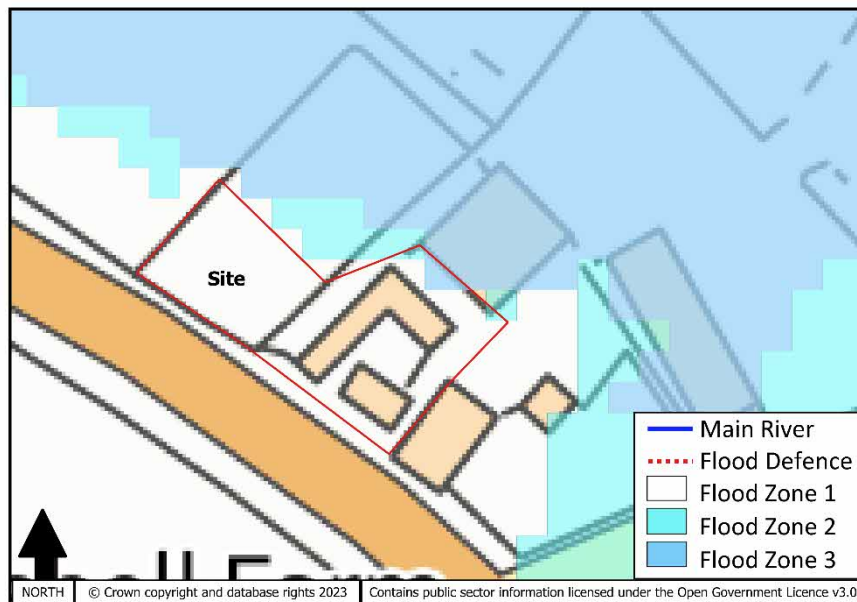 Site
Main River
Flood Defence
Flood Zone 1
Flood Zone 2
Flood Zone 3
NORTH
© Crown copyright and database rights 2023
Contains public sector information licensed under the Open Government Licence v3.0